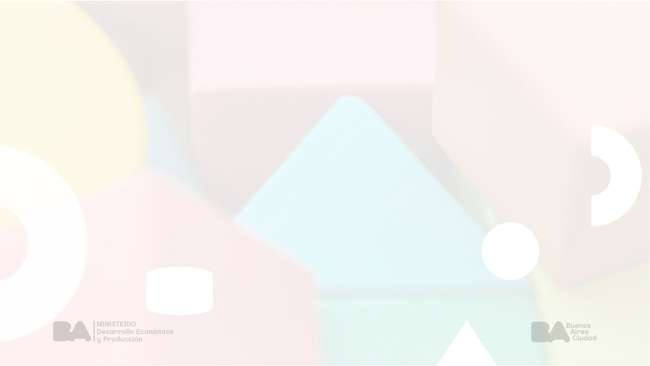 BA
MINISTERIO
Desarrollo Económico
y Producción
BA
Buenos
Aires
Ciudad